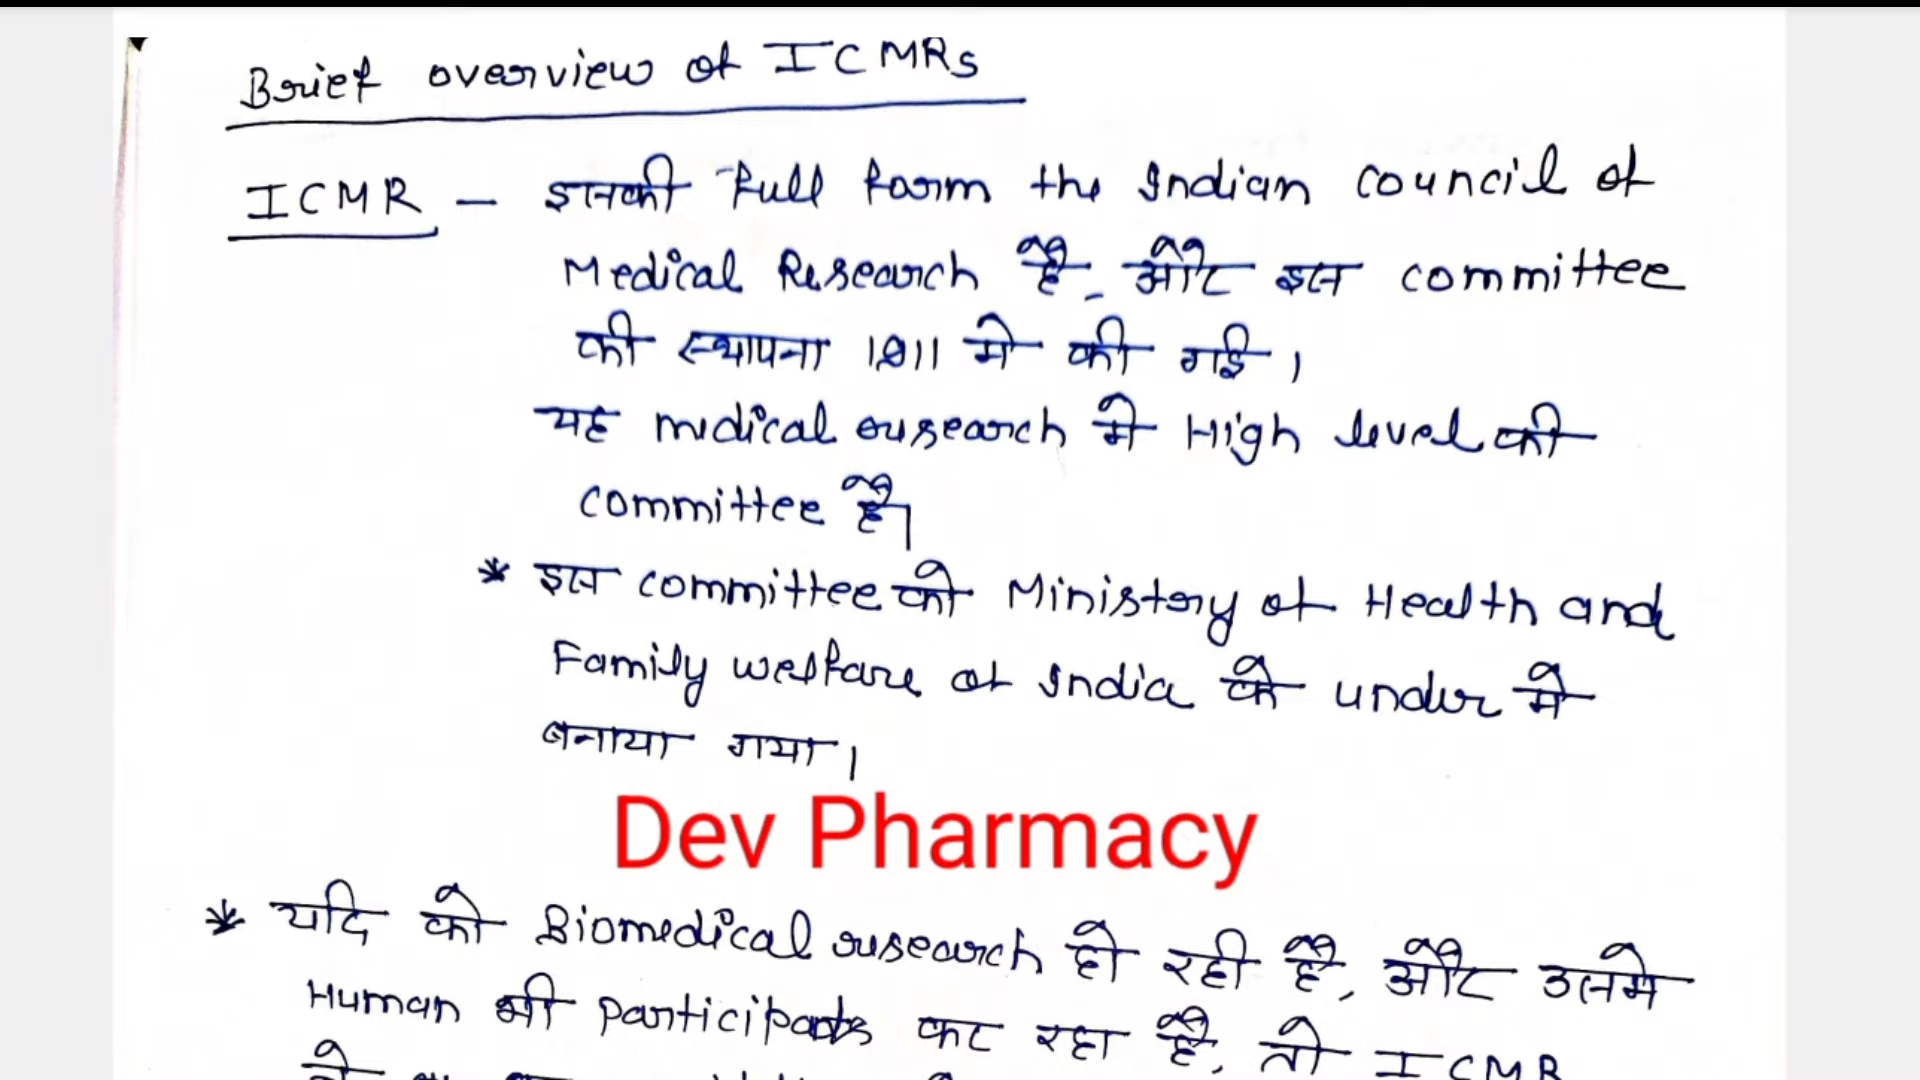 Brief overview of ICMRs
ICMR - इसकी full form the Indian council of
Medical Research है, और इस committee
की स्थापना 1911 मे की गई।
यह medical research मे High level की
committee है।
* इस committee को Ministry of Health and
Family welfare of India के under मे
बनाया गया।
Dev Pharmacy
* यदि को Biomedical research हो रही है, और उसमे
Human भी participants कर रहा है, तो ICMR